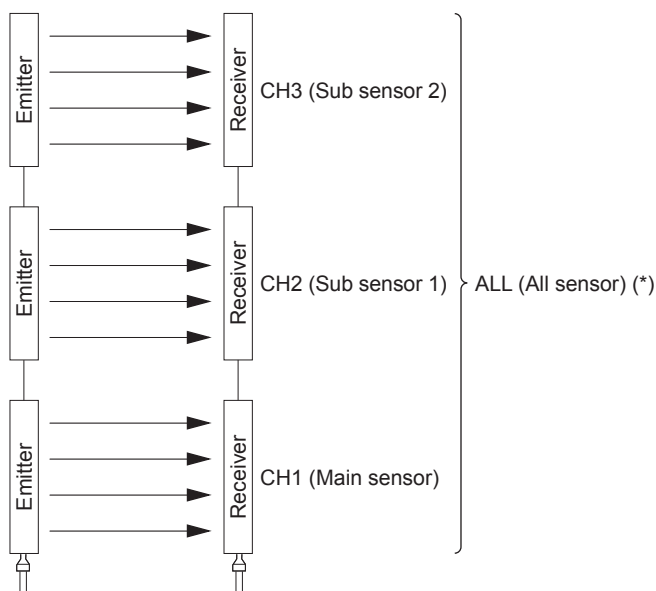 Emitter
Receiver
CH3 (Sub sensor 2)
Emitter
Receiver
CH2 (Sub sensor 1)
ALL (All sensor) (*)
Emitter
Receiver
CH1 (Main sensor)